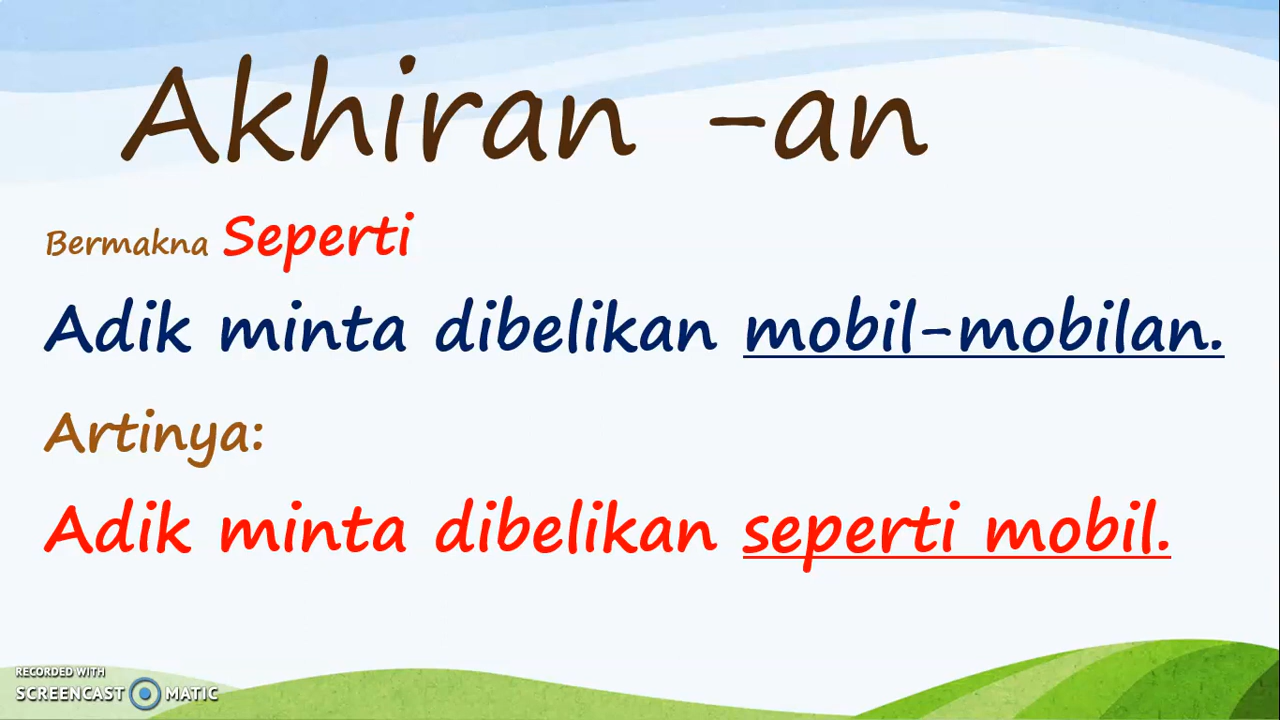 Akhiran -an
Bermakna Seperti
Adik minta dibelikan mobil-mobilan.
Artinya:
Adik minta dibelikan seperti mobil.
RECORDED WITH
SCREENCAST MATIC